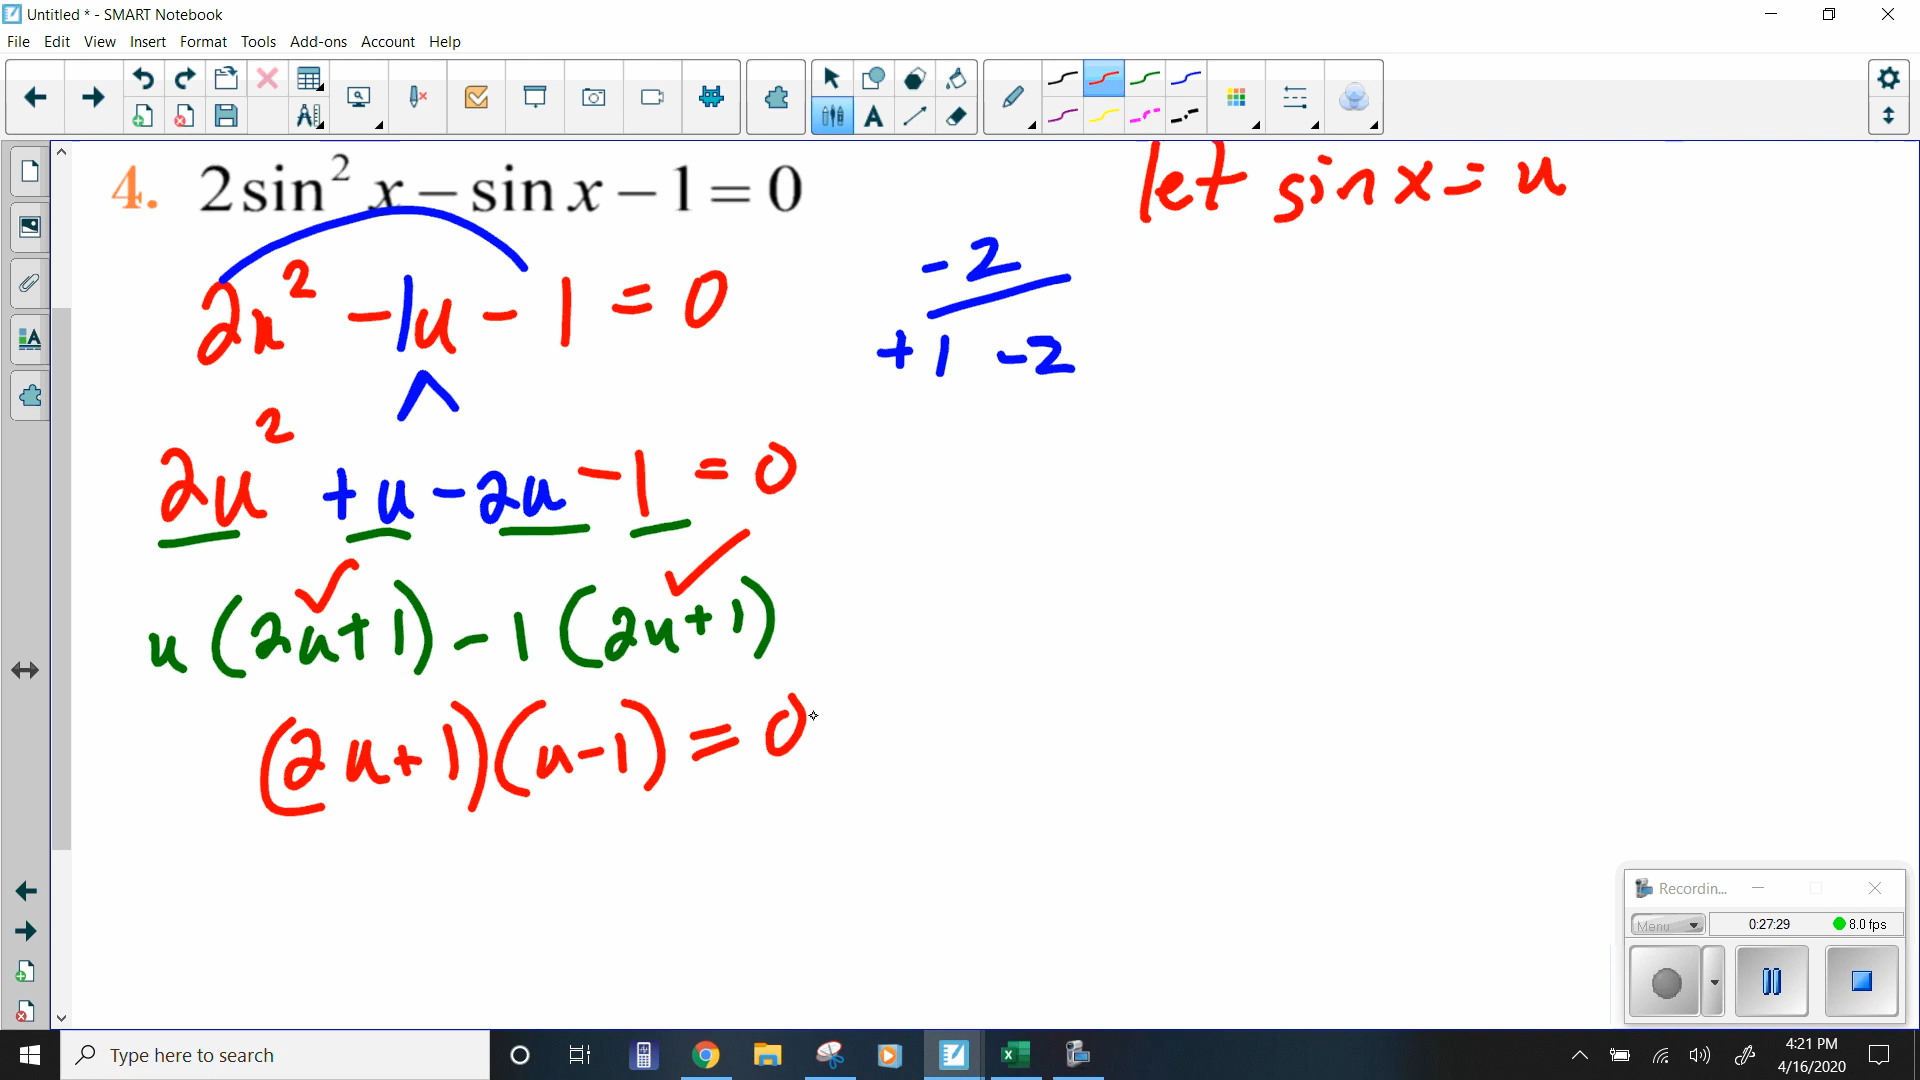 Untitled * - SMART Notebook
File Edit View Insert Format Tools Add-ons Account Help
4. 2 sin² x – sin x – 1 = 0
let sin x = u
2u² - 1u - 1 = 0
-2
+1 -2
2u² + u - 2u - 1 = 0
u (2u+1) - 1 (2u+1)
(2u+1)(u-1) = 0
Recordin...
Menu 0:27:29 8.0 fps
Type here to search
4:21 PM
4/16/2020